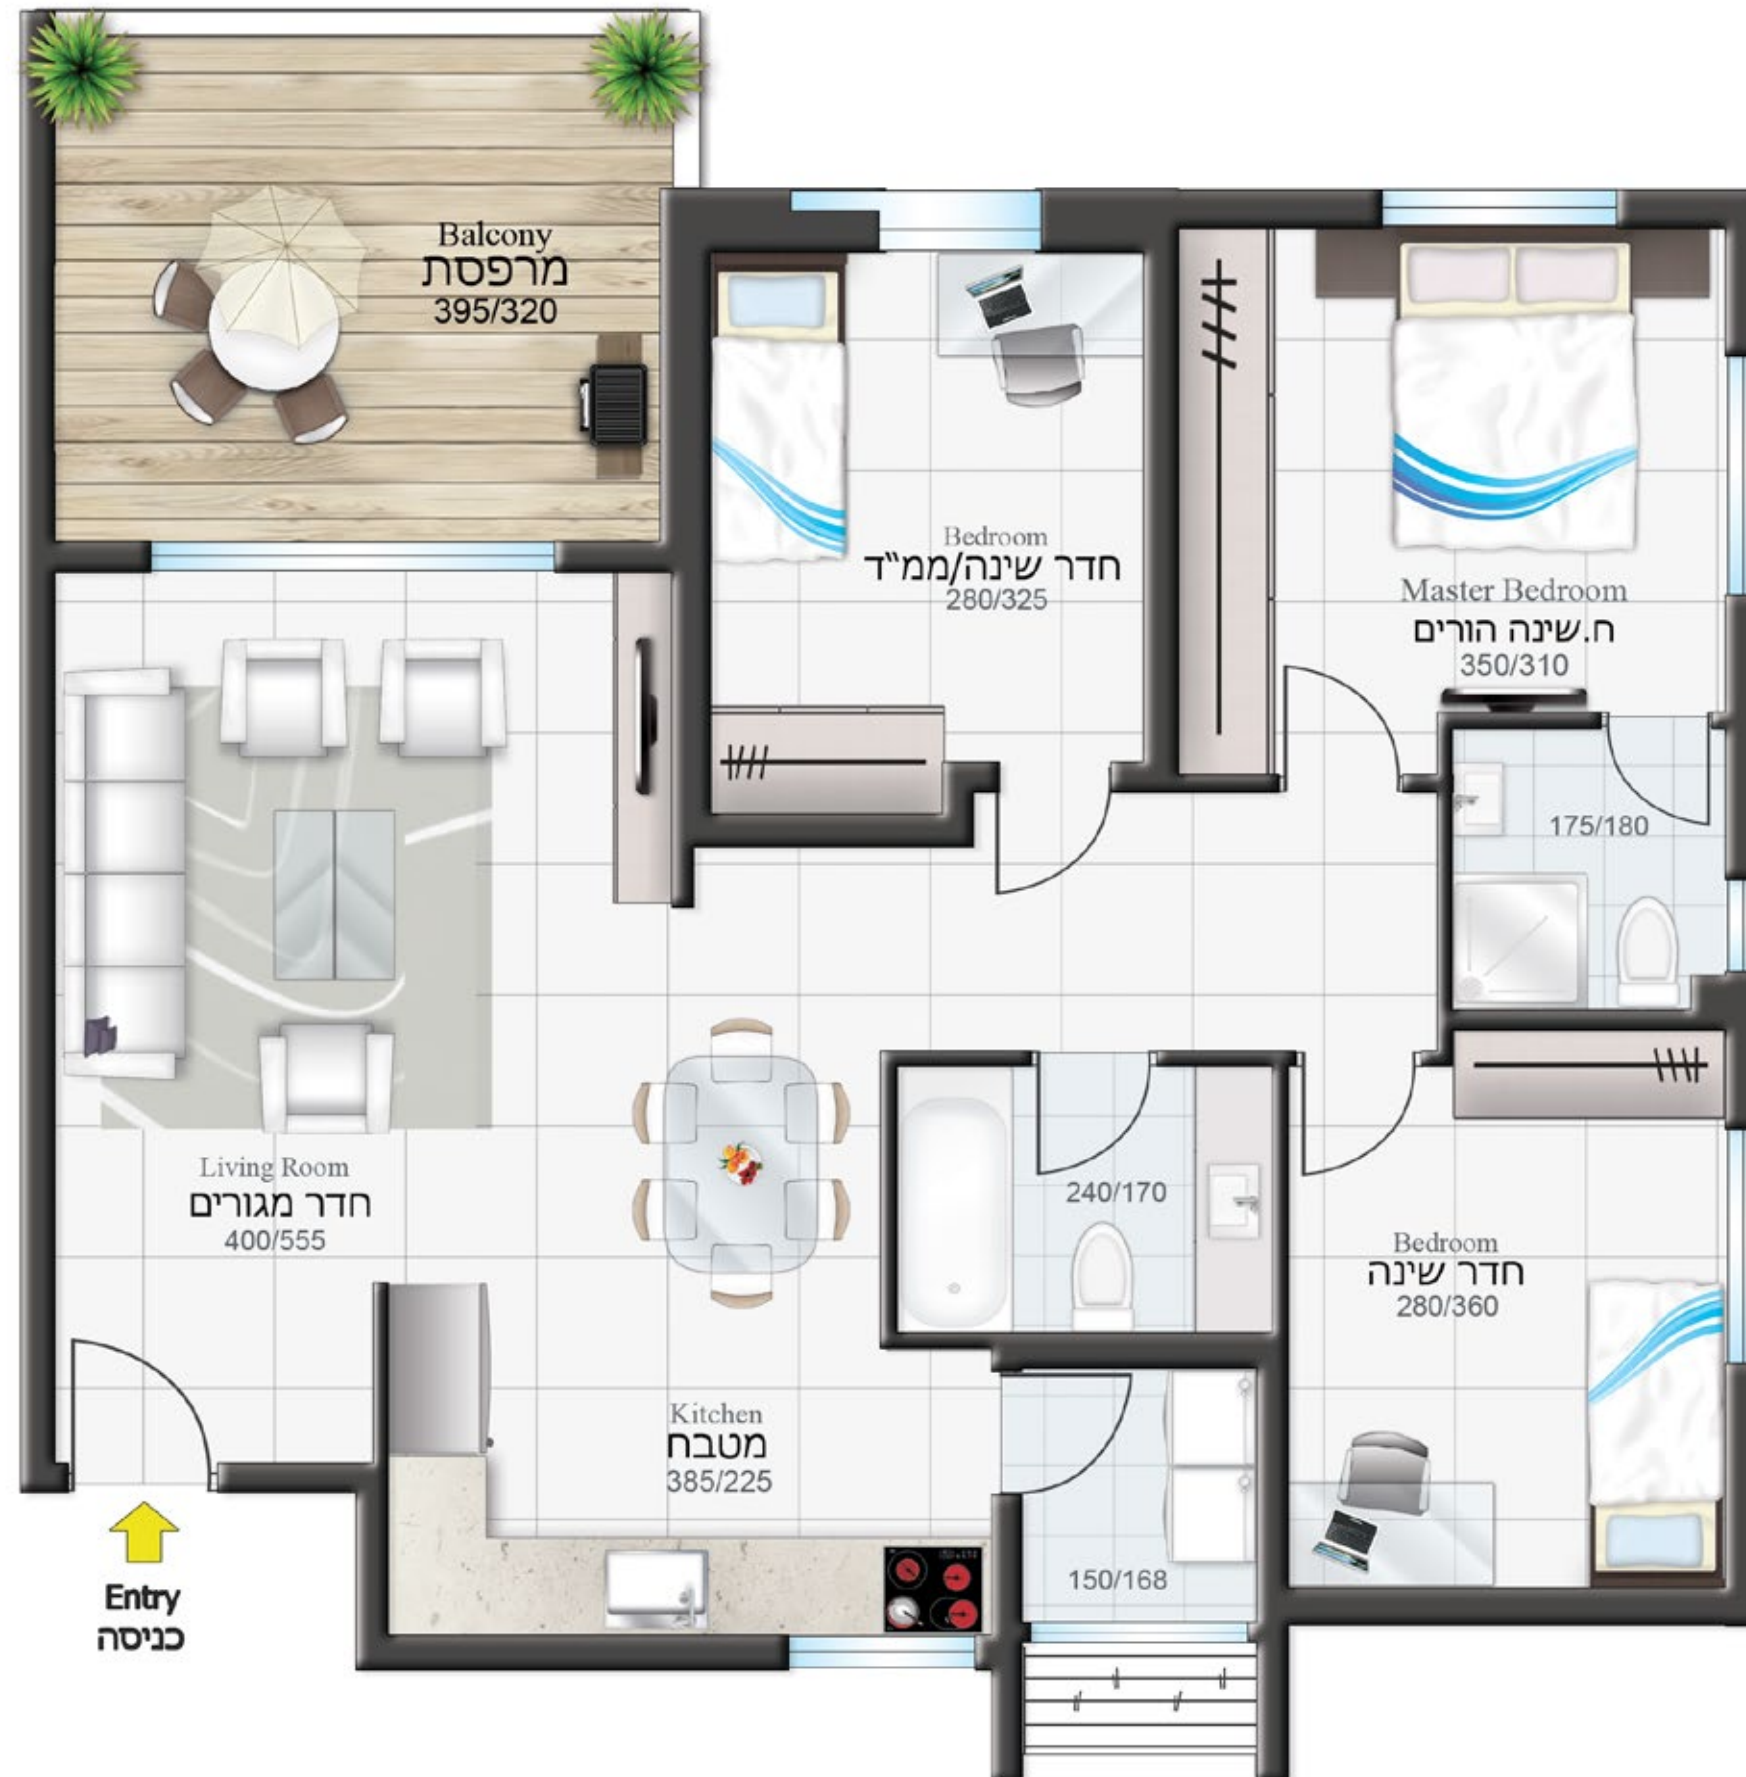 Balcony
מרפסת
395/320
Bedroom
חדר שינה/ממ"ד
280/325
Master Bedroom
ח.שינה הורים
350/310
175/180
Living Room
חדר מגורים
400/555
240/170
Bedroom
חדר שינה
280/360
Kitchen
מטבח
385/225
150/168
Entry
כניסה